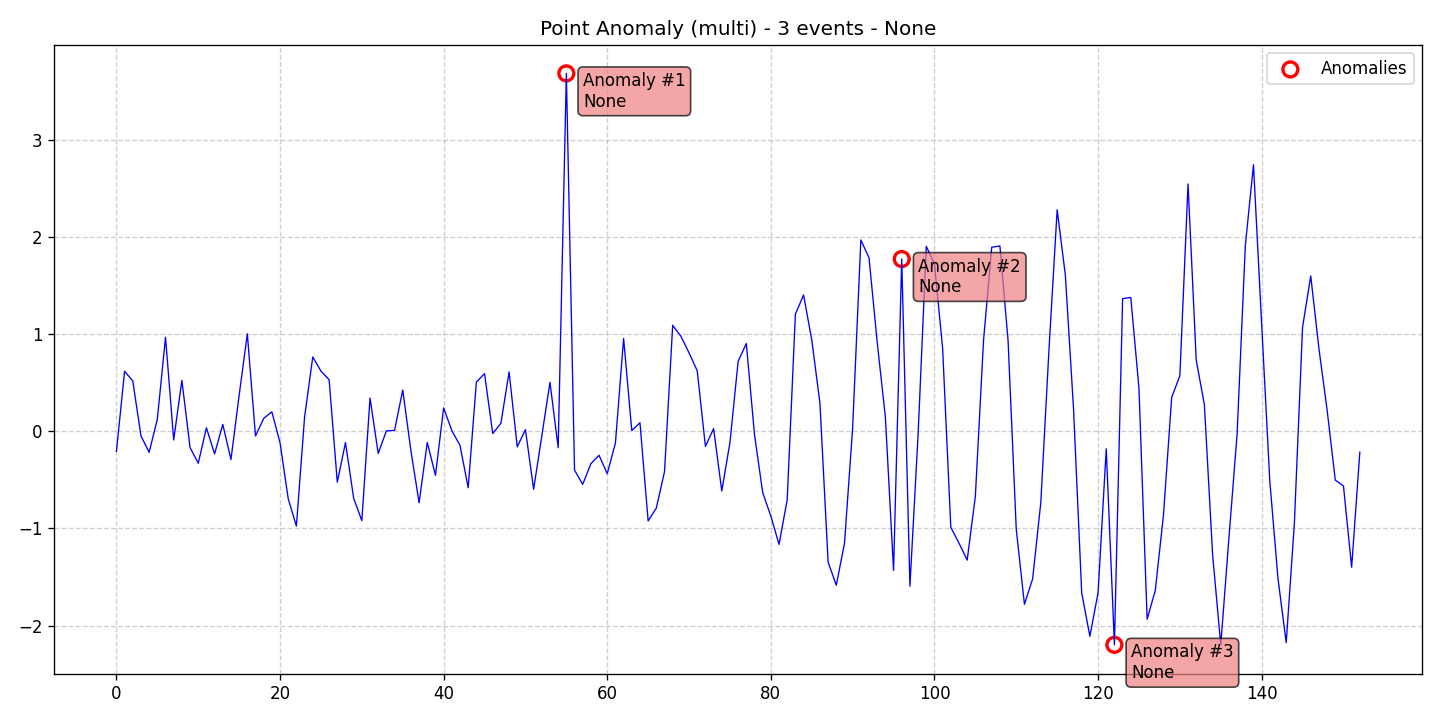 Point Anomaly (multi) - 3 events - None
Anomalies
Anomaly #1
None
Anomaly #2
None
Anomaly #3
None
3
2
1
0
−1
−2
0 20 40 60 80 100 120 140